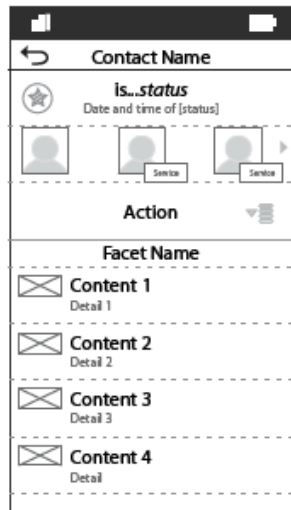 Contact Name
is...status
Date and time of [status]
Service
Service
Action
Facet Name
Content 1
Detail 1
Content 2
Detail 2
Content 3
Detail 3
Content 4
Detail